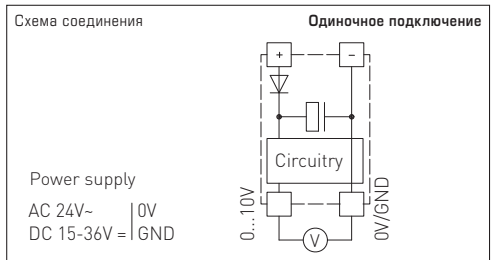 Схема соединения
Одиночное подключение
+ −
Circuitry
Power supply
AC 24V~ 0V
DC 15-36V = GND
0...10V
0V/GND
V